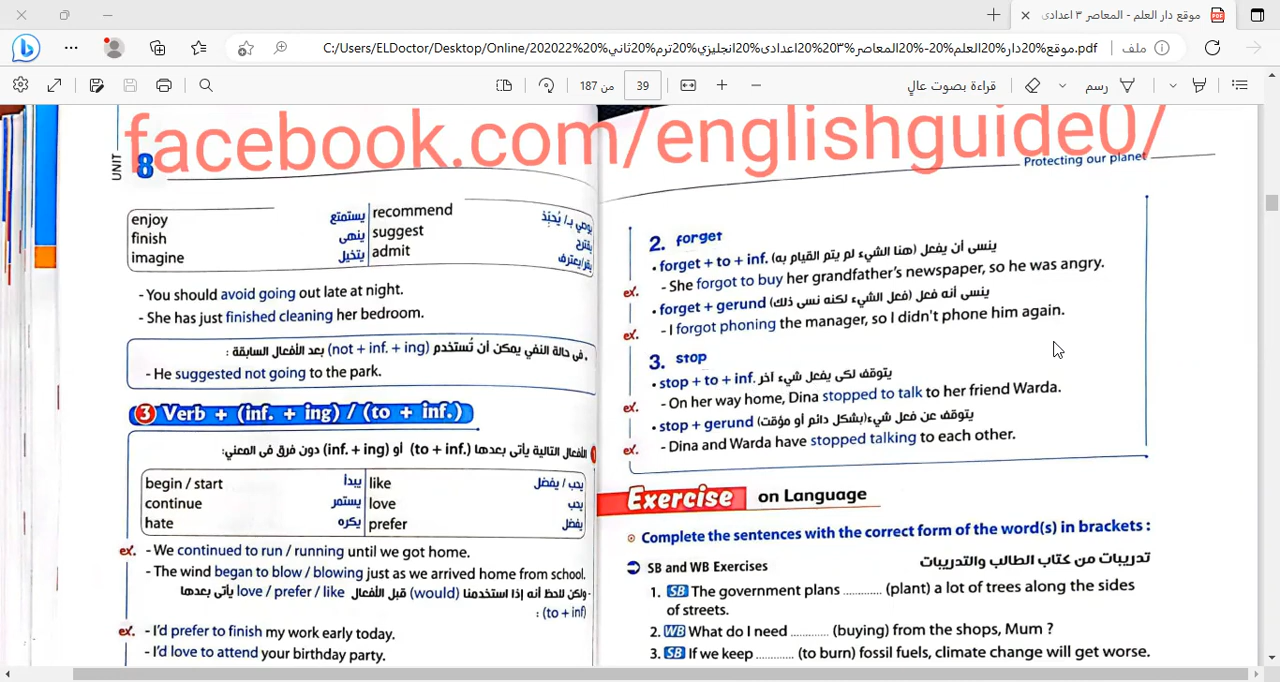 موقع دار العلم - المعاصر ٣ اعدادى
C:/Users/ELDoctor/Desktop/Online/202022%20موقع%20دار%20العلم%20-%20المعاصر%20٣%20اعدادى%20انجليزي%20ترم%20ثاني.pdf
ملف
قراءة بصوت عالٍ
رسم
39
من 187
facebook.com/englishguide0/
UNIT 8
enjoy يستمتع
finish ينهى
imagine يتخيل
recommend يوصي بـ/ يُحبِّذ
suggest يقترح
admit يقر/يعترف
- You should avoid going out late at night.
- She has just finished cleaning her bedroom.
. فى حالة النفي يمكن أن تُستخدم (not + inf. + ing) بعد الأفعال السابقة :
- He suggested not going to the park.
3 Verb + (inf. + ing) / (to + inf.)
الأفعال التالية يأتى بعدها (to + inf.) أو (inf. + ing) دون فرق فى المعني:
begin / start يبدأ
continue يستمر
hate يكره
like يحب / يفضل
love يحب
prefer يفضل
ex. - We continued to run / running until we got home.
- The wind began to blow / blowing just as we arrived home from school.
- ولكن لاحظ أنه إذا استخدمنا (would) قبل الأفعال love / prefer / like يأتى بعدها
(to + inf) :
ex. - I'd prefer to finish my work early today.
- I'd love to attend your birthday party.
Protecting our planet
2. forget
• forget + to + inf. ينسى أن يفعل (هنا الشيء لم يتم القيام به)
ex. - She forgot to buy her grandfather's newspaper, so he was angry.
• forget + gerund ينسى أنه فعل (فعل الشيء لكنه نسى ذلك)
ex. - I forgot phoning the manager, so I didn't phone him again.
3. stop
• stop + to + inf. يتوقف لكى يفعل شيء آخر
ex. - On her way home, Dina stopped to talk to her friend Warda.
• stop + gerund يتوقف عن فعل شيء (بشكل دائم أو مؤقت)
ex. - Dina and Warda have stopped talking to each other.
Exercise on Language
Complete the sentences with the correct form of the word(s) in brackets :
SB and WB Exercises تدريبات من كتاب الطالب والتدريبات
1. SB The government plans ............ (plant) a lot of trees along the sides
of streets.
2. WB What do I need ............ (buying) from the shops, Mum ?
3. SB If we keep ............ (to burn) fossil fuels, climate change will get worse.